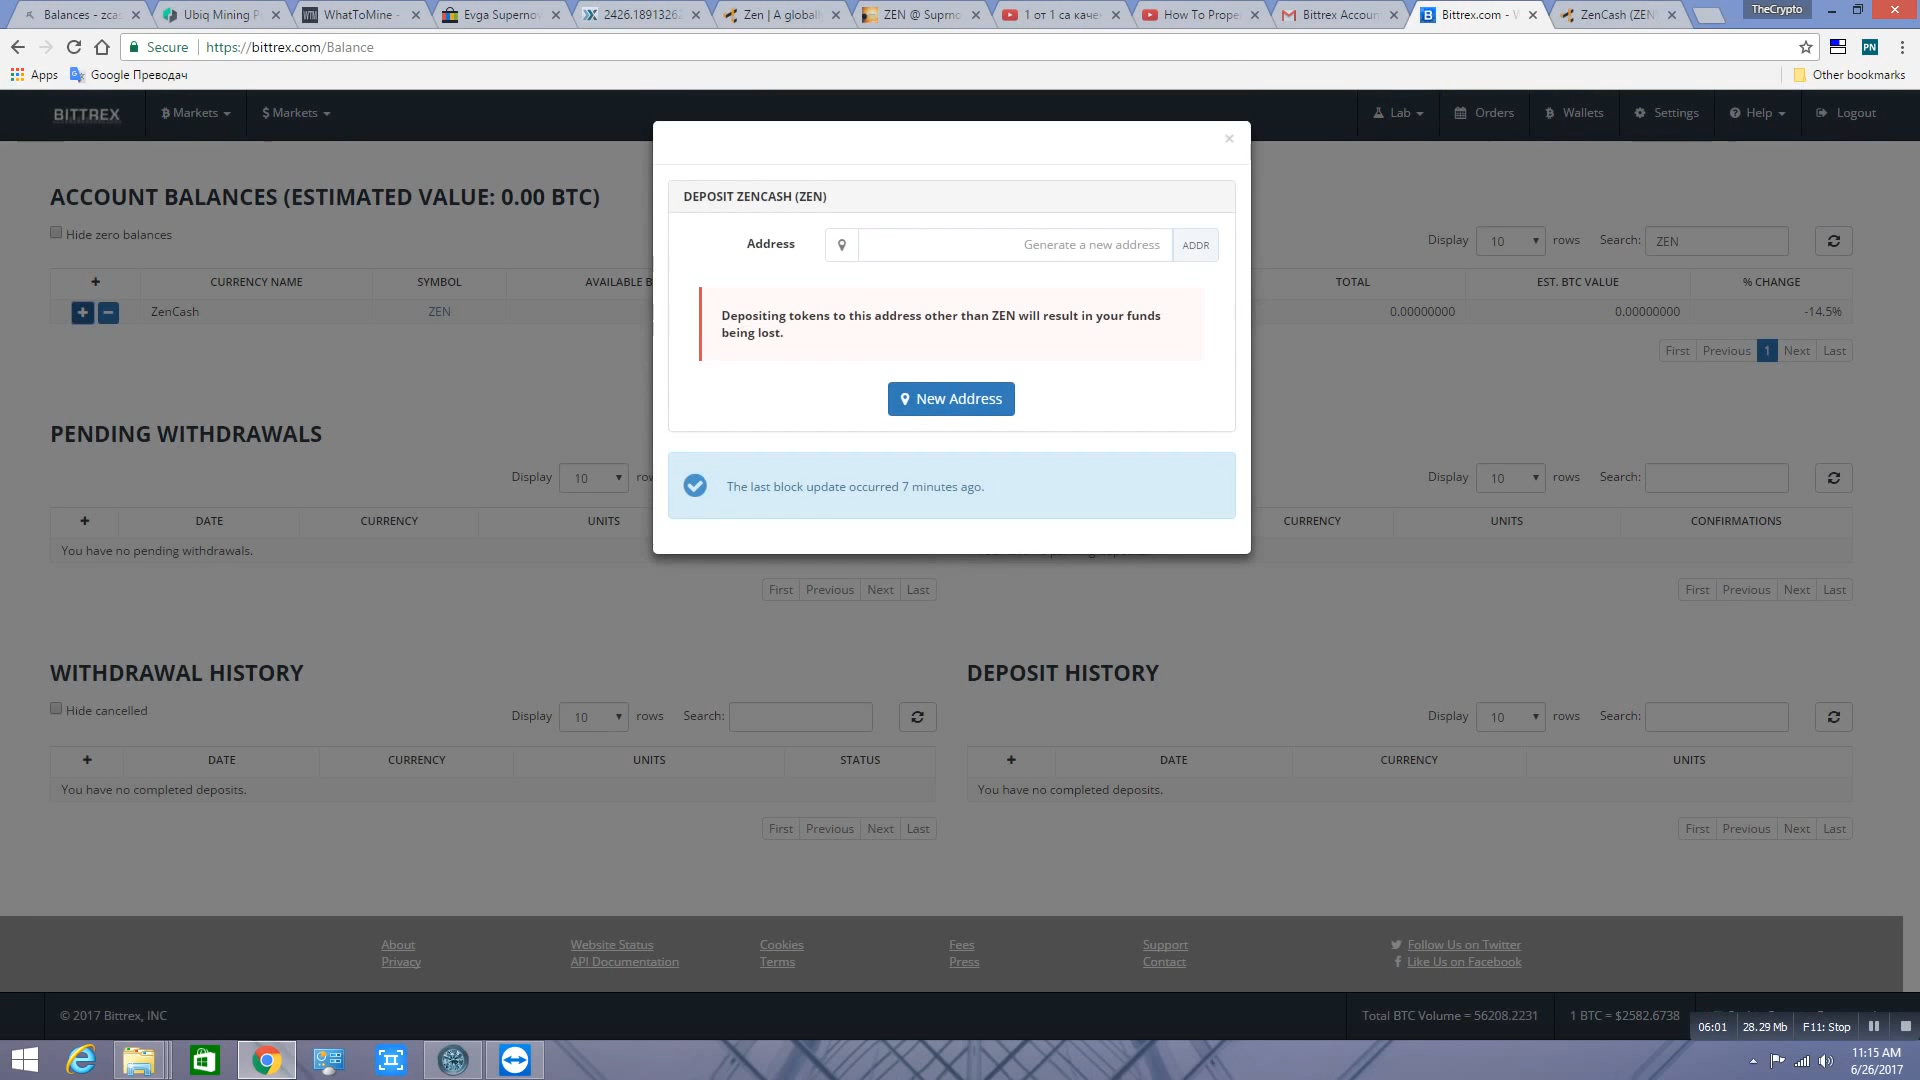 Balances - zca
Ubiq Mining P
WhatToMine -
Evga Supernov
2426.1891326
Zen | A globall
ZEN @ Suprno
1 от 1 са каче
How To Prope
Bittrex Accoun
Bittrex.com - W
ZenCash (ZEN
TheCrypto
Secure https://bittrex.com/Balance
PN
Apps Google Преводач Other bookmarks
BITTREX Markets $ Markets Lab Orders Wallets Settings Help Logout
ACCOUNT BALANCES (ESTIMATED VALUE: 0.00 BTC)
Hide zero balances
Display 10 rows Search: ZEN
+ CURRENCY NAME SYMBOL AVAILABLE B TOTAL EST. BTC VALUE % CHANGE
ZenCash ZEN 0.00000000 0.00000000 -14.5%
First Previous 1 Next Last
×
DEPOSIT ZENCASH (ZEN)
Address Generate a new address ADDR
Depositing tokens to this address other than ZEN will result in your funds
being lost.
New Address
The last block update occurred 7 minutes ago.
PENDING WITHDRAWALS
Display 10 row
Display 10 rows Search:
+ DATE CURRENCY UNITS
CURRENCY UNITS CONFIRMATIONS
You have no pending withdrawals.
First Previous Next Last
First Previous Next Last
WITHDRAWAL HISTORY
Hide cancelled
Display 10 rows Search:
+ DATE CURRENCY UNITS STATUS
You have no completed deposits.
First Previous Next Last
DEPOSIT HISTORY
Display 10 rows Search:
+ DATE CURRENCY UNITS
You have no completed deposits.
First Previous Next Last
About Website Status Cookies Fees Support Follow Us on Twitter
Privacy API Documentation Terms Press Contact Like Us on Facebook
© 2017 Bittrex, INC
Total BTC Volume = 56208.2231 1 BTC = $2582.6738
06:01 28.29 Mb F11: Stop
11:15 AM
6/26/2017